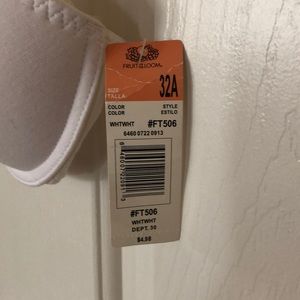 FRUIT OF THE LOOM®
SIZE
TALLA
32A
COLOR
COLOR
STYLE
ESTILO
WHTWHT
#FT506
6460 0722 0913
#FT506
WHTWHT
DEPT. 30
$4.98